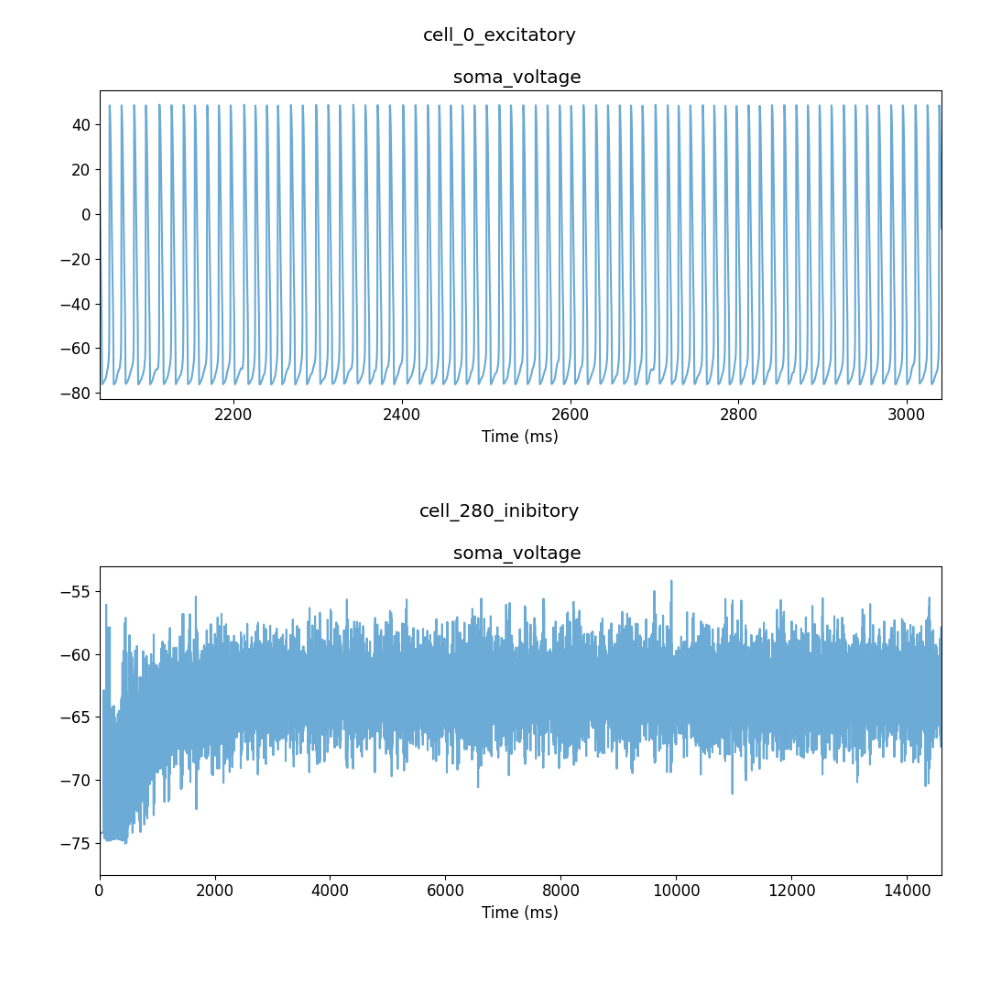 cell_0_excitatory
soma_voltage
40
20
0
−20
−40
−60
−80
2200 2400 2600 2800 3000
Time (ms)
cell_280_inibitory
soma_voltage
−55
−60
−65
−70
−75
0 2000 4000 6000 8000 10000 12000 14000
Time (ms)